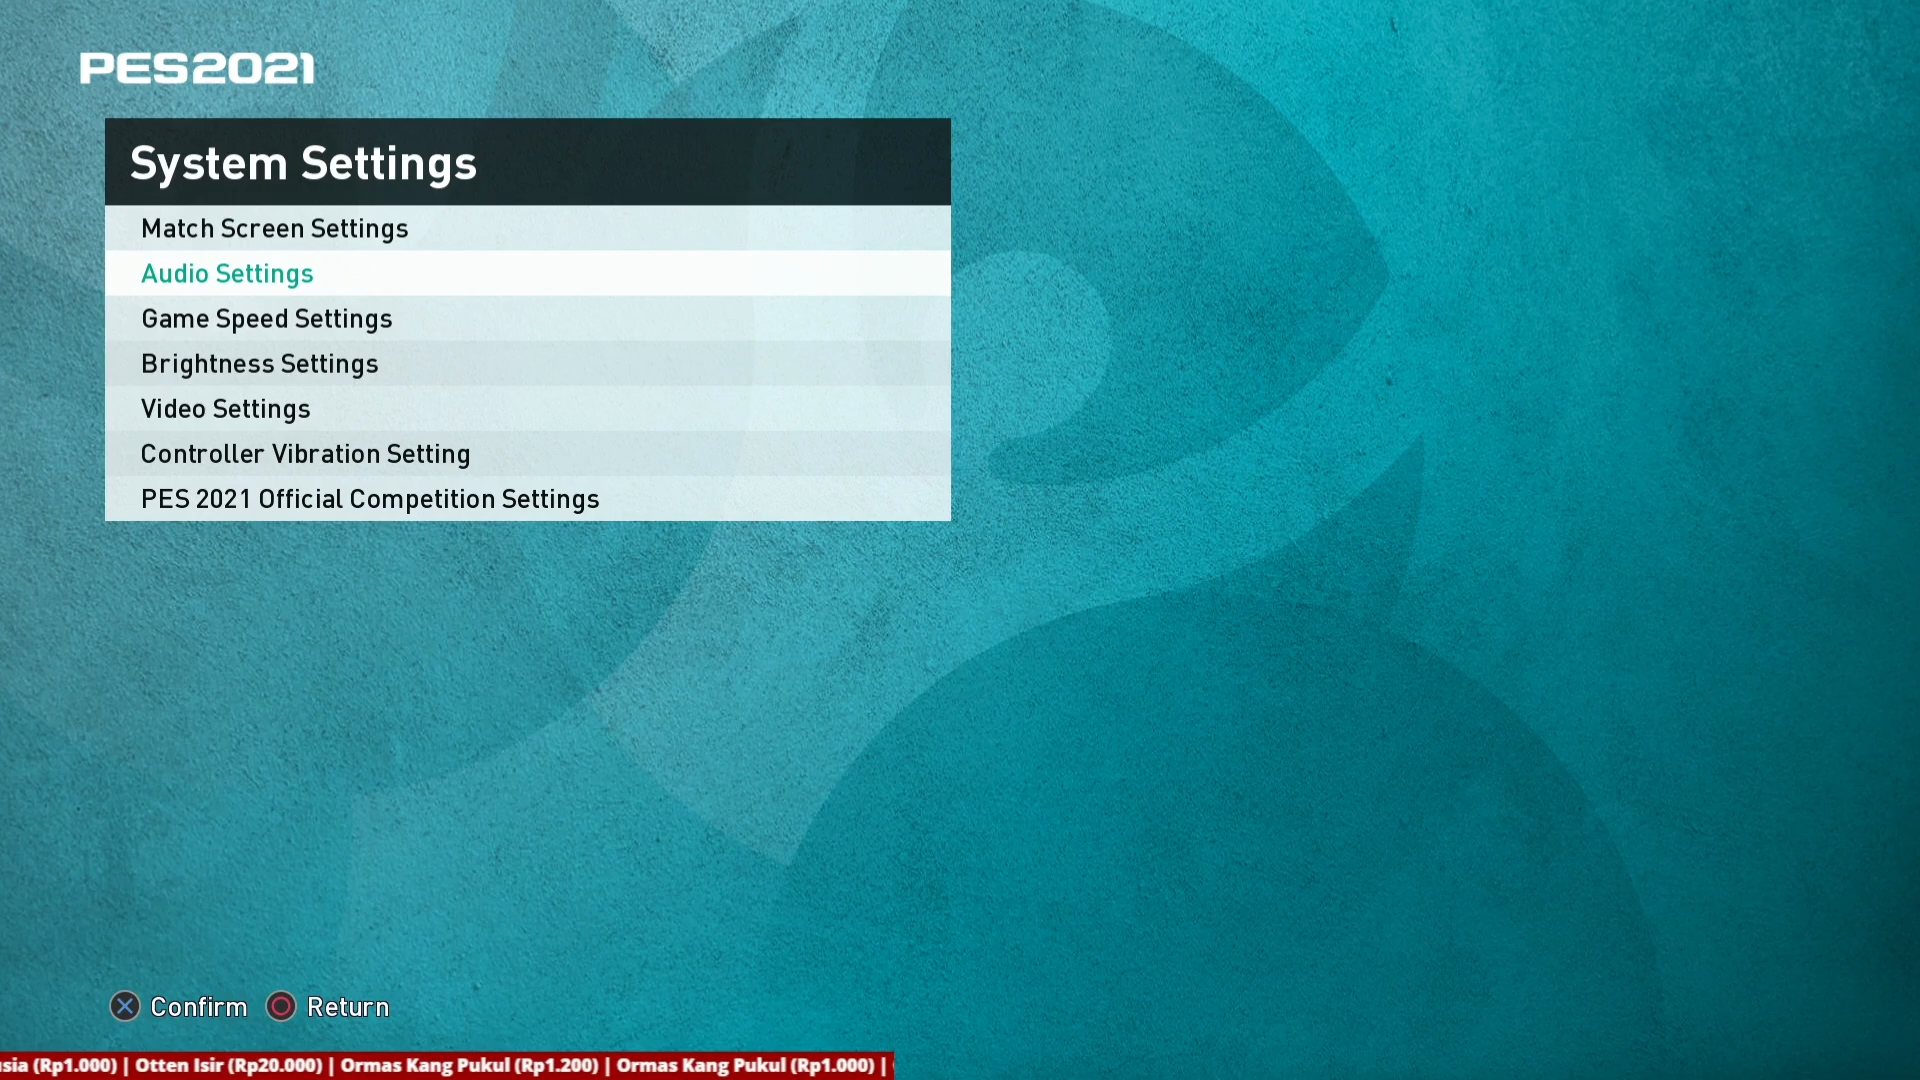 PES2021
System Settings
Match Screen Settings
Audio Settings
Game Speed Settings
Brightness Settings
Video Settings
Controller Vibration Setting
PES 2021 Official Competition Settings
Confirm Return
(Rp1.000) | Otten Isir (Rp20.000) | Ormas Kang Pukul (Rp1.200) | Ormas Kang Pukul (Rp1.000) |